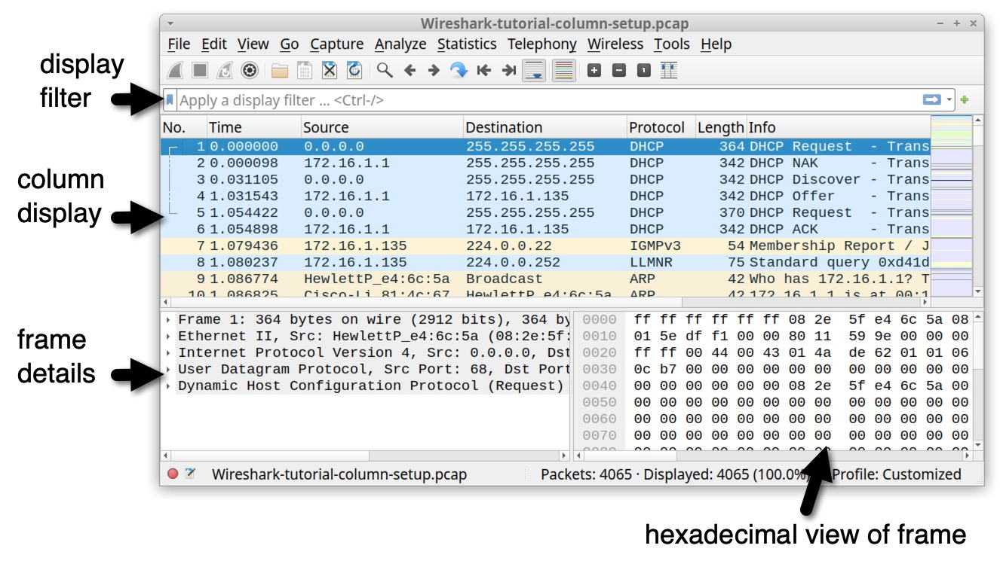 Wireshark-tutorial-column-setup.pcap
File Edit View Go Capture Analyze Statistics Telephony Wireless Tools Help
display
filter
Apply a display filter ... <Ctrl-/>
No. Time Source Destination Protocol Length Info
1 0.000000 0.0.0.0 255.255.255.255 DHCP 364 DHCP Request - Trans
2 0.000098 172.16.1.1 255.255.255.255 DHCP 342 DHCP NAK - Trans
3 0.031105 0.0.0.0 255.255.255.255 DHCP 342 DHCP Discover - Trans
4 1.031543 172.16.1.1 172.16.1.135 DHCP 342 DHCP Offer - Trans
5 1.054422 0.0.0.0 255.255.255.255 DHCP 370 DHCP Request - Trans
6 1.054898 172.16.1.1 172.16.1.135 DHCP 342 DHCP ACK - Trans
7 1.079436 172.16.1.135 224.0.0.22 IGMPv3 54 Membership Report / J
8 1.080237 172.16.1.135 224.0.0.252 LLMNR 75 Standard query 0xd41d
9 1.086774 HewlettP_e4:6c:5a Broadcast ARP 42 Who has 172.16.1.1? T
10 1.086825 Cisco-Li_81:4c:67 HewlettP_e4:6c:5a ARP 42 172.16.1.1 is at 00:1
column
display
Frame 1: 364 bytes on wire (2912 bits), 364 by
Ethernet II, Src: HewlettP_e4:6c:5a (08:2e:5f:
Internet Protocol Version 4, Src: 0.0.0.0, Dst
User Datagram Protocol, Src Port: 68, Dst Port
Dynamic Host Configuration Protocol (Request)
frame
details
0000 ff ff ff ff ff ff 08 2e 5f e4 6c 5a 08
0010 01 5e df f1 00 00 80 11 59 9e 00 00 00
0020 ff ff 00 44 00 43 01 4a de 62 01 01 06
0030 0c b7 00 00 00 00 00 00 00 00 00 00 00
0040 00 00 00 00 00 00 08 2e 5f e4 6c 5a 00
0050 00 00 00 00 00 00 00 00 00 00 00 00 00
0060 00 00 00 00 00 00 00 00 00 00 00 00 00
0070 00 00 00 00 00 00 00 00 00 00 00 00 00
Wireshark-tutorial-column-setup.pcap Packets: 4065 · Displayed: 4065 (100.0%) Profile: Customized
hexadecimal view of frame